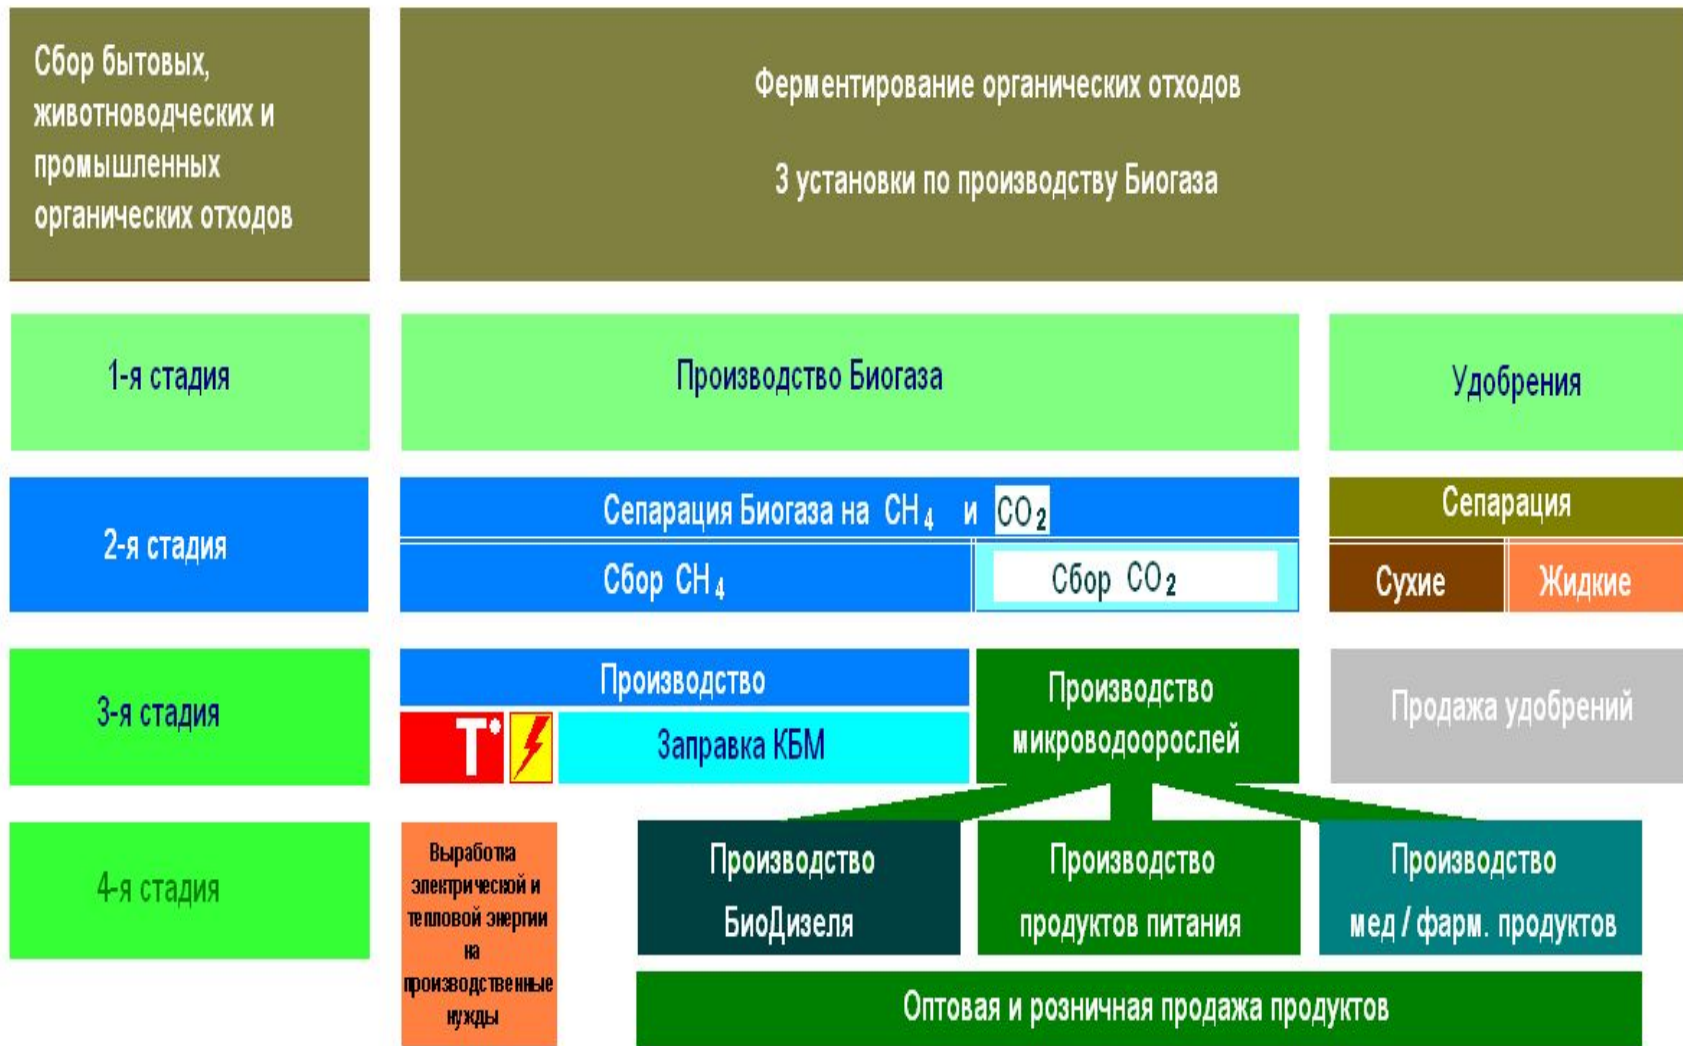 Сбор бытовых,
животноводческих и
промышленных
органических отходов
Ферментирование органических отходов
3 установки по производству Биогаза
1-я стадия
Производство Биогаза
Удобрения
2-я стадия
Сепарация Биогаза на CH₄ и CO₂
Сбор CH₄
Сбор CO₂
Сепарация
Сухие
Жидкие
3-я стадия
Производство
T°
Заправка КБМ
Производство
микроводоорослей
Продажа удобрений
4-я стадия
Выработка
электрической и
тепловой энергии
на
производственные
нужды
Производство
БиоДизеля
Производство
продуктов питания
Производство
мед / фарм. продуктов
Оптовая и розничная продажа продуктов